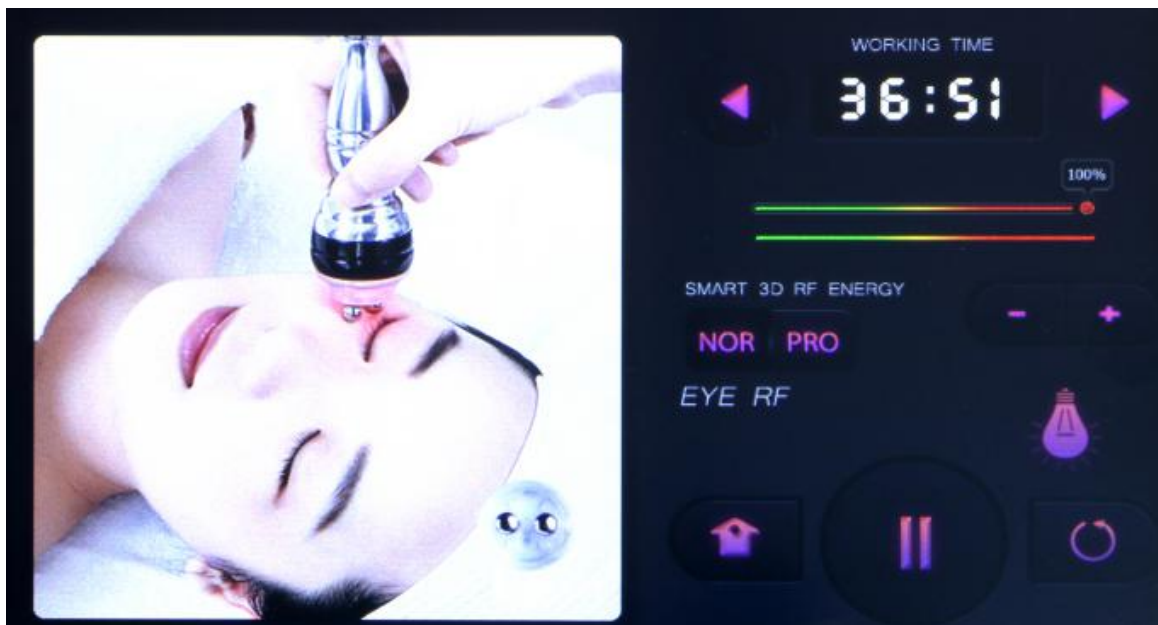 WORKING TIME
36:51
100%
SMART 3D RF ENERGY
NOR PRO
- +
EYE RF